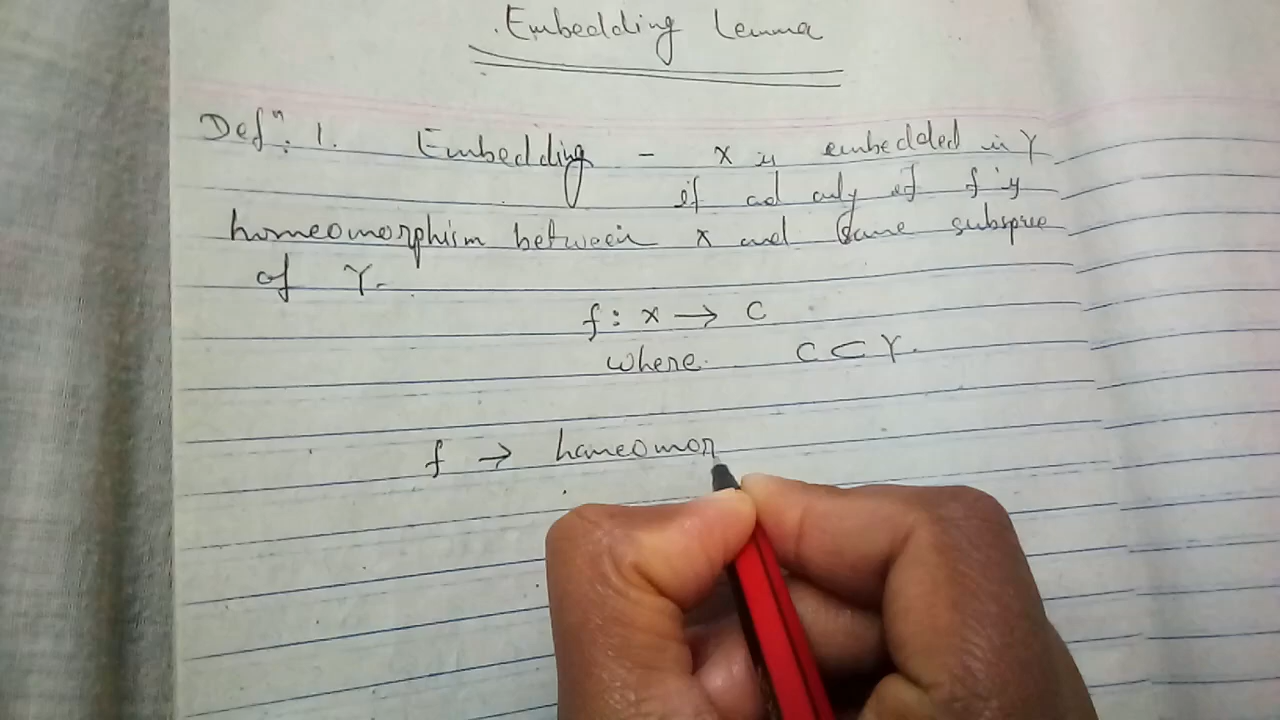 Embedding Lemma
Defⁿ: 1. Embedding - X is embedded in Y
if ad only if f is
homeomorphism between X and Some subspace
of Y.
f: X → C
where. C ⊂ Y.
f → homeomor